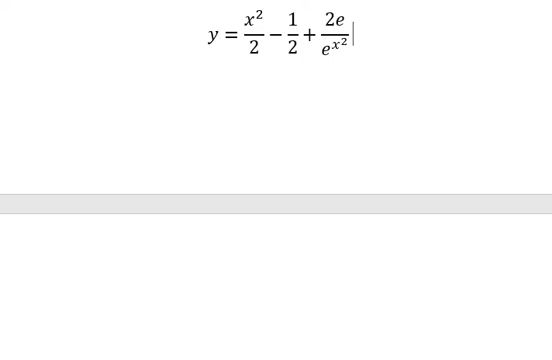 y = x²/2 − 1/2 + 2e/e^(x²)